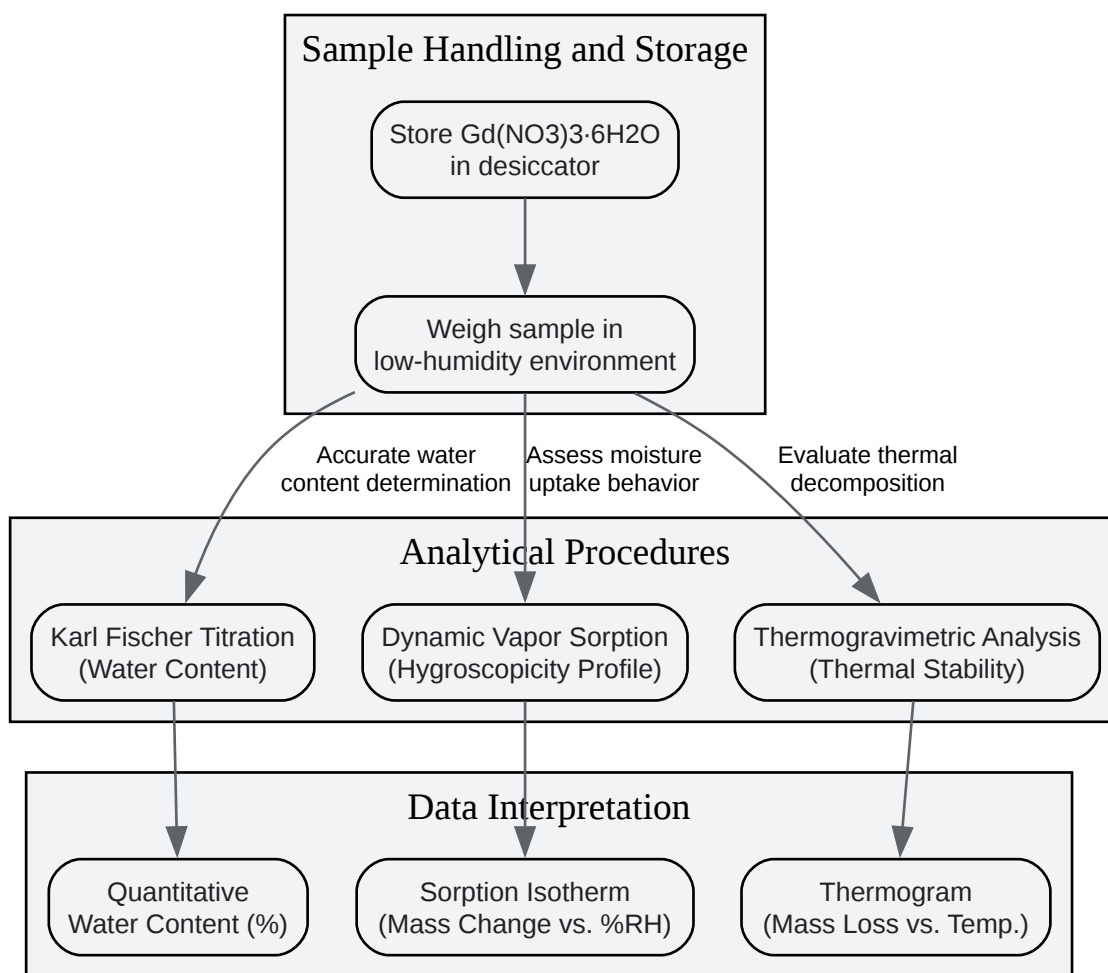 Sample Handling and Storage
Store Gd(NO3)3·6H2O
in desiccator
Weigh sample in
low-humidity environment
Accurate water
content determination
Assess moisture
uptake behavior
Evaluate thermal
decomposition
Analytical Procedures
Karl Fischer Titration
(Water Content)
Dynamic Vapor Sorption
(Hygroscopicity Profile)
Thermogravimetric Analysis
(Thermal Stability)
Data Interpretation
Quantitative
Water Content (%)
Sorption Isotherm
(Mass Change vs. %RH)
Thermogram
(Mass Loss vs. Temp.)